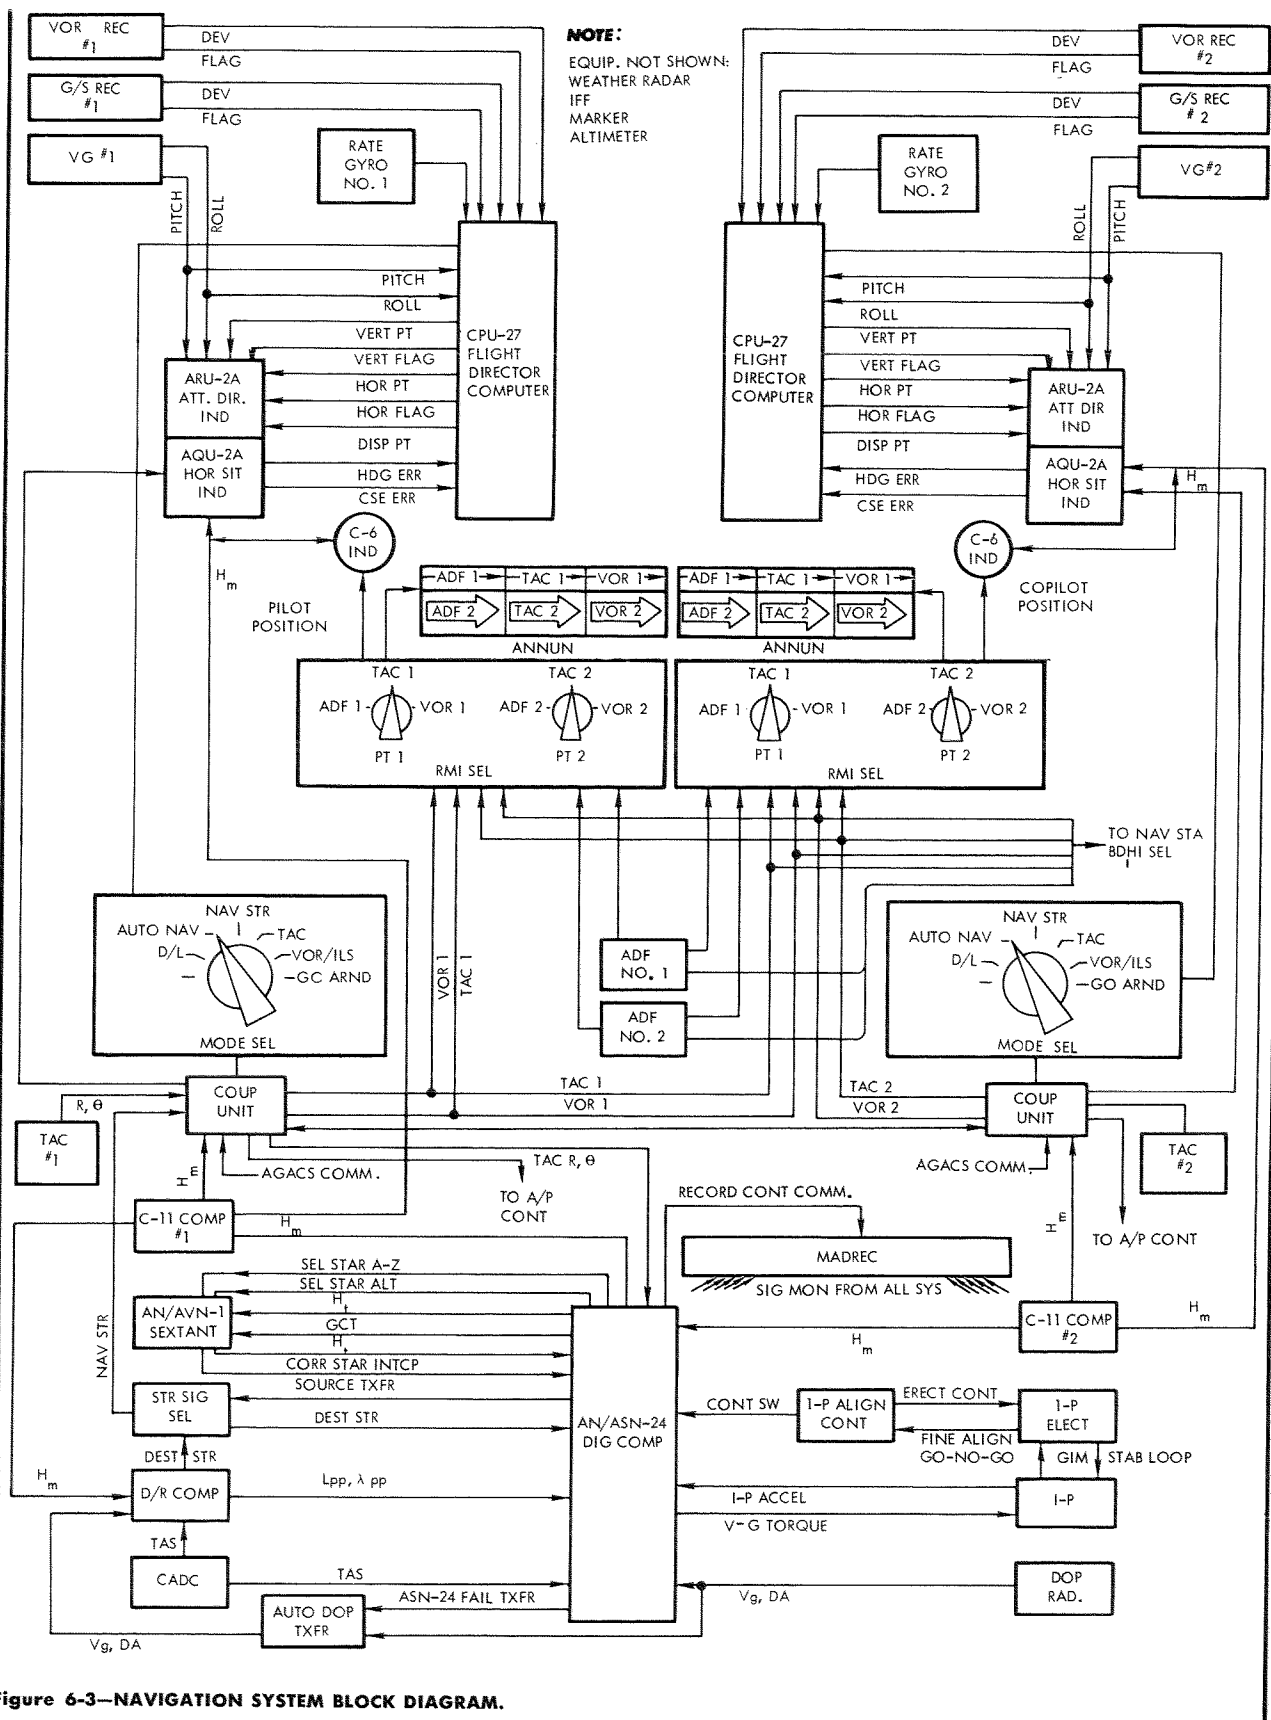 VOR REC
#1
DEV
FLAG
G/S REC
#1
DEV
FLAG
VG #1
RATE
GYRO
NO. 1
PITCH
ROLL
NOTE:
EQUIP. NOT SHOWN:
WEATHER RADAR
IFF
MARKER
ALTIMETER
VOR REC
#2
DEV
FLAG
G/S REC
# 2
DEV
FLAG
VG#2
RATE
GYRO
NO. 2
ROLL
PITCH
PITCH
ROLL
VERT PT
VERT FLAG
HOR PT
HOR FLAG
DISP PT
HDG ERR
CSE ERR
CPU-27
FLIGHT
DIRECTOR
COMPUTER
ARU-2A
ATT. DIR.
IND
AQU-2A
HOR SIT
IND
CPU-27
FLIGHT
DIRECTOR
COMPUTER
PITCH
ROLL
VERT PT
VERT FLAG
HOR PT
HOR FLAG
DISP PT
HDG ERR
CSE ERR
ARU-2A
ATT DIR
IND
AQU-2A
HOR SIT
IND
Hm
C-6
IND
Hm
PILOT
POSITION
C-6
IND
COPILOT
POSITION
ADF 1 TAC 1 VOR 1
ADF 2 TAC 2 VOR 2
ANNUN
ADF 1 TAC 1 VOR 1
ADF 2 TAC 2 VOR 2
ANNUN
TAC 1 TAC 2
ADF 1 VOR 1 ADF 2 VOR 2
PT 1 PT 2
RMI SEL
TAC 1 TAC 2
ADF 1 VOR 1 ADF 2 VOR 2
PT 1 PT 2
RMI SEL
TO NAV STA
BDHI SEL
NAV STR
AUTO NAV TAC
D/L VOR/ILS
GC ARND
MODE SEL
VOR 1
TAC 1
ADF
NO. 1
ADF
NO. 2
NAV STR
AUTO NAV TAC
D/L VOR/ILS
GO ARND
MODE SEL
COUP
UNIT
R, θ
TAC
#1
TAC 1
VOR 1
TAC 2
VOR 2
COUP
UNIT
TAC
#2
Hm
AGACS COMM.
TAC R, θ
TO A/P
CONT
AGACS COMM.
Hm
TO A/P CONT
C-11 COMP
#1
Hm
RECORD CONT COMM.
MADREC
SIG MON FROM ALL SYS
SEL STAR A-Z
SEL STAR ALT
Ht
GCT
Ht
CORR STAR INTCP
AN/AVN-1
SEXTANT
NAV STR
SOURCE TXFR
STR SIG
SEL
DEST STR
DEST STR
Hm
D/R COMP
Lpp, λ pp
TAS
CADC
TAS
ASN-24 FAIL TXFR
AUTO DOP
TXFR
Vg, DA
AN/ASN-24
DIG COMP
C-11 COMP
#2
Hm
Hm
CONT SW
I-P ALIGN
CONT
ERECT CONT
FINE ALIGN
GO-NO-GO
I-P
ELECT
GIM
STAB LOOP
I-P ACCEL
V-G TORQUE
I-P
Vg, DA
DOP
RAD.
igure 6-3—NAVIGATION SYSTEM BLOCK DIAGRAM.